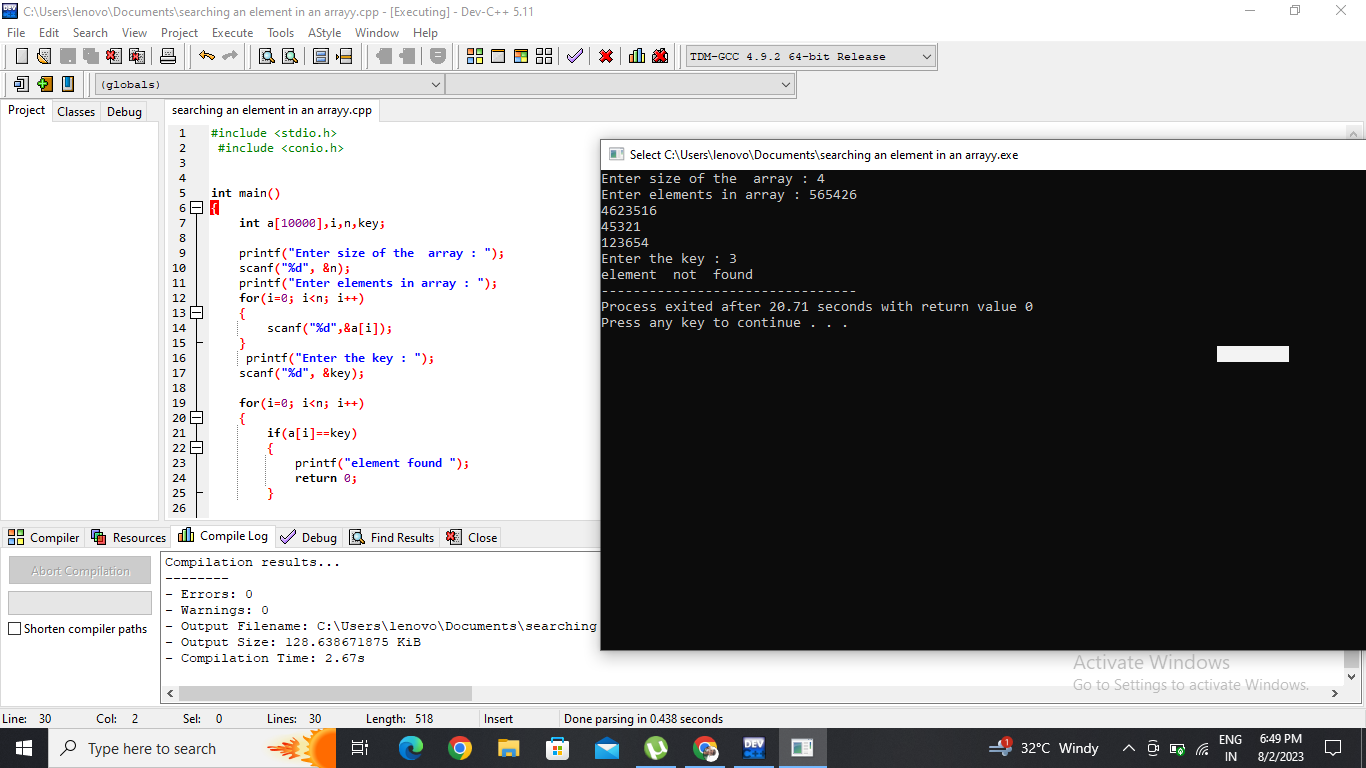 C:\Users\lenovo\Documents\searching an element in an arrayy.cpp - [Executing] - Dev-C++ 5.11
File Edit Search View Project Execute Tools AStyle Window Help
TDM-GCC 4.9.2 64-bit Release
(globals)
Project Classes Debug
searching an element in an arrayy.cpp
1 #include <stdio.h>
2 #include <conio.h>
3
4
5 int main()
6 {
7 int a[10000],i,n,key;
8
9 printf("Enter size of the  array : ");
10 scanf("%d", &n);
11 printf("Enter elements in array : ");
12 for(i=0; i<n; i++)
13 {
14 scanf("%d",&a[i]);
15 }
16 printf("Enter the key : ");
17 scanf("%d", &key);
18
19 for(i=0; i<n; i++)
20 {
21 if(a[i]==key)
22 {
23 printf("element found ");
24 return 0;
25 }
26
Select C:\Users\lenovo\Documents\searching an element in an arrayy.exe
Enter size of the  array : 4
Enter elements in array : 565426
4623516
45321
123654
Enter the key : 3
element  not  found
--------------------------------
Process exited after 20.71 seconds with return value 0
Press any key to continue . . .
Compiler Resources Compile Log Debug Find Results Close
Abort Compilation
Shorten compiler paths
Compilation results...
--------
- Errors: 0
- Warnings: 0
- Output Filename: C:\Users\lenovo\Documents\searching
- Output Size: 128.638671875 KiB
- Compilation Time: 2.67s
Activate Windows
Go to Settings to activate Windows.
Line: 30 Col: 2 Sel: 0 Lines: 30 Length: 518 Insert Done parsing in 0.438 seconds
Type here to search
DEV
1
32°C Windy
ENG
IN
6:49 PM
8/2/2023